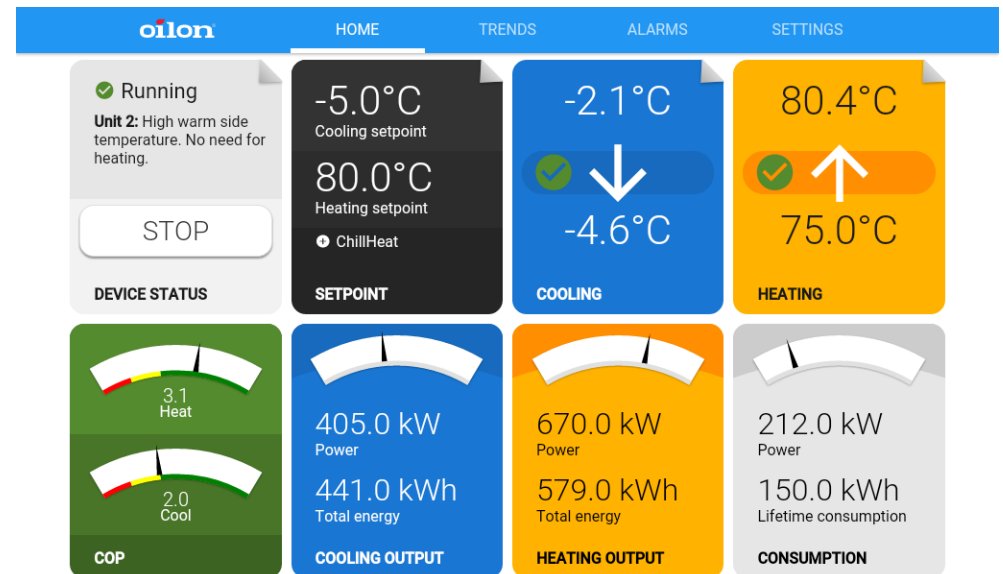 oilon
HOME
TRENDS
ALARMS
SETTINGS
Running
Unit 2: High warm side
temperature. No need for
heating.
STOP
DEVICE STATUS
-5.0°C
Cooling setpoint
80.0°C
Heating setpoint
ChillHeat
SETPOINT
-2.1°C
-4.6°C
COOLING
80.4°C
75.0°C
HEATING
3.1
Heat
2.0
Cool
COP
405.0 kW
Power
441.0 kWh
Total energy
COOLING OUTPUT
670.0 kW
Power
579.0 kWh
Total energy
HEATING OUTPUT
212.0 kW
Power
150.0 kWh
Lifetime consumption
CONSUMPTION